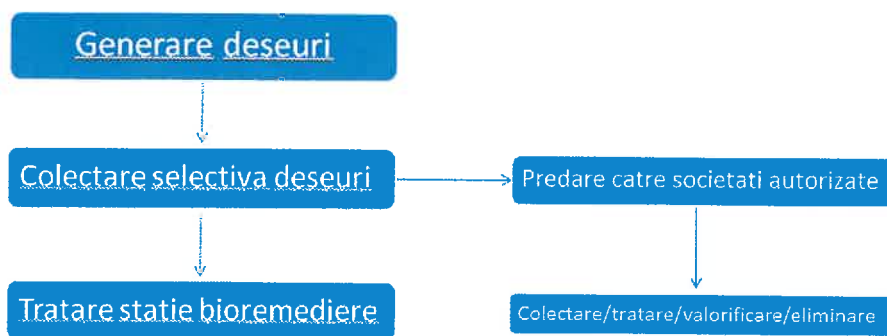 Generare deseuri
Colectare selectiva deseuri
Predare catre societati autorizate
Tratare statie bioremediere
Colectare/tratare/valorificare/eliminare